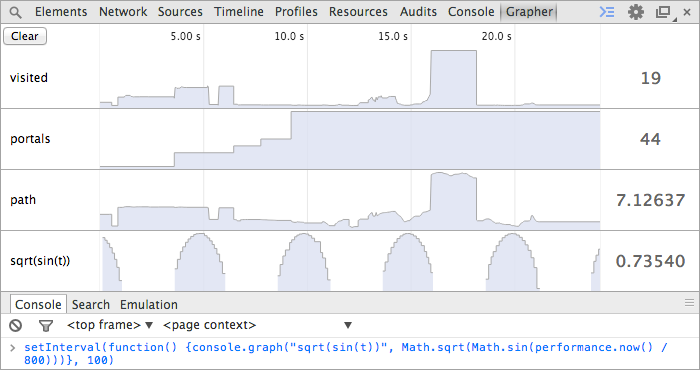 Elements Network Sources Timeline Profiles Resources Audits Console Grapher
Clear 5.00 s 10.0 s 15.0 s 20.0 s
visited 19
portals 44
path 7.12637
sqrt(sin(t)) 0.73540
Console Search Emulation
<top frame> <page context>
setInterval(function() {console.graph("sqrt(sin(t))", Math.sqrt(Math.sin(performance.now() /
800)))}, 100)